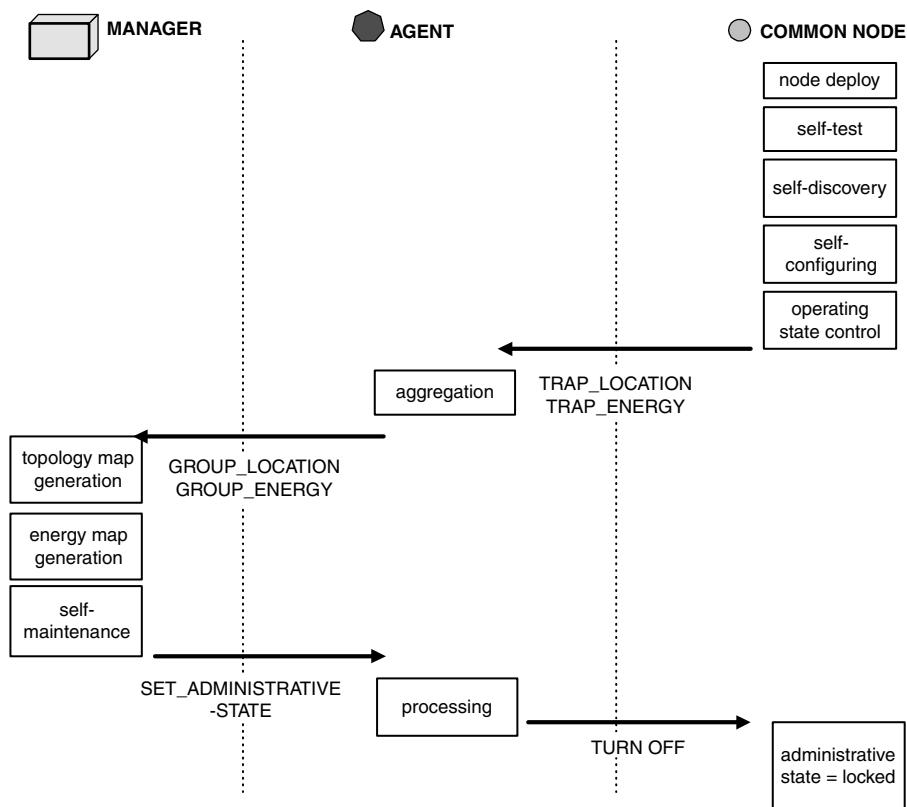 MANAGER
AGENT
COMMON NODE
node deploy
self-test
self-discovery
self-
configuring
operating
state control
TRAP_LOCATION
TRAP_ENERGY
aggregation
GROUP_LOCATION
GROUP_ENERGY
topology map
generation
energy map
generation
self-
maintenance
SET_ADMINISTRATIVE
-STATE
processing
TURN OFF
administrative
state = locked